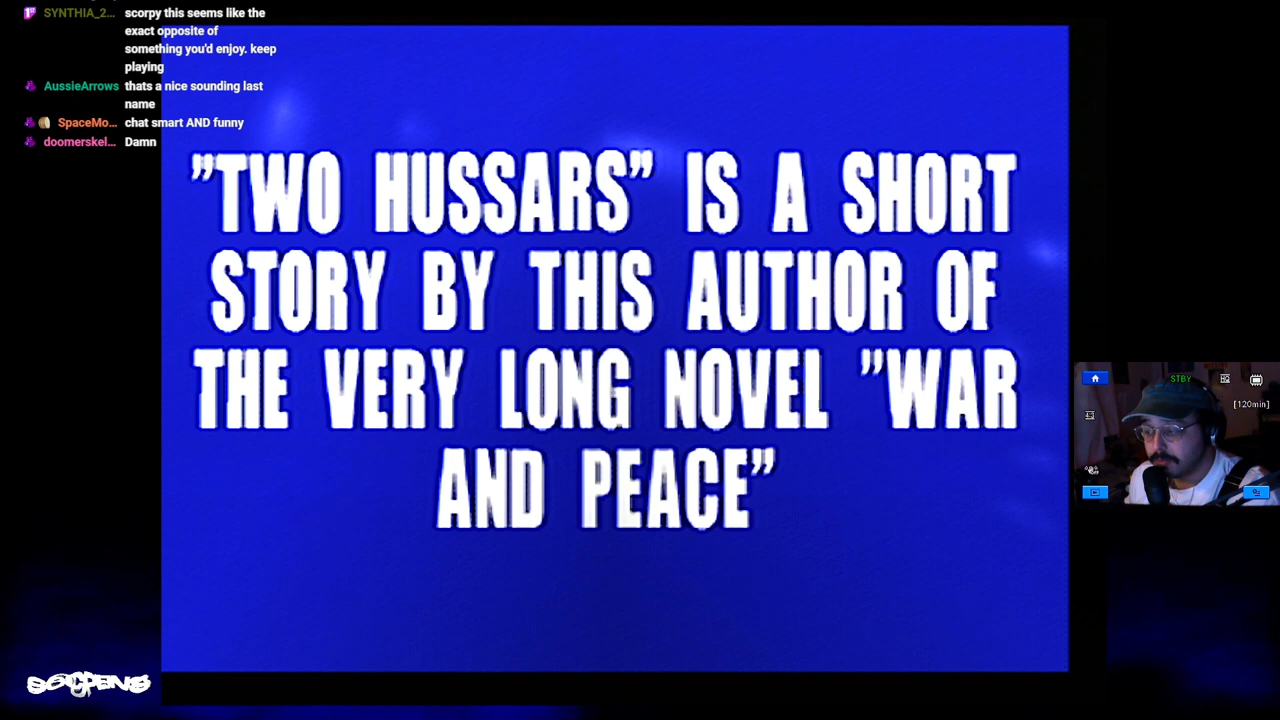 SYNTHIA_2... scorpy this seems like the
exact opposite of
something you'd enjoy. keep
playing
AussieArrows thats a nice sounding last
name
SpaceMo... chat smart AND funny
doomerskel... Damn
"TWO HUSSARS" IS A SHORT
STORY BY THIS AUTHOR OF
THE VERY LONG NOVEL "WAR
AND PEACE"
STBY
[120min]